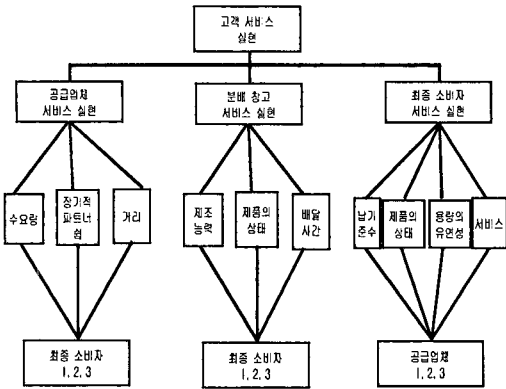 고객 서비스
실현
공급업체
서비스 실현
분배 창고
서비스 실현
최종 소비자
서비스 실현
수요량
장기적
파트너
쉽
거리
제조
능력
제품의
상태
배달
시간
납기
준수
제품의
상태
용량의
유연성
서비스
최종 소비자
1, 2, 3
최종 소비자
1, 2, 3
공급업체
1, 2, 3